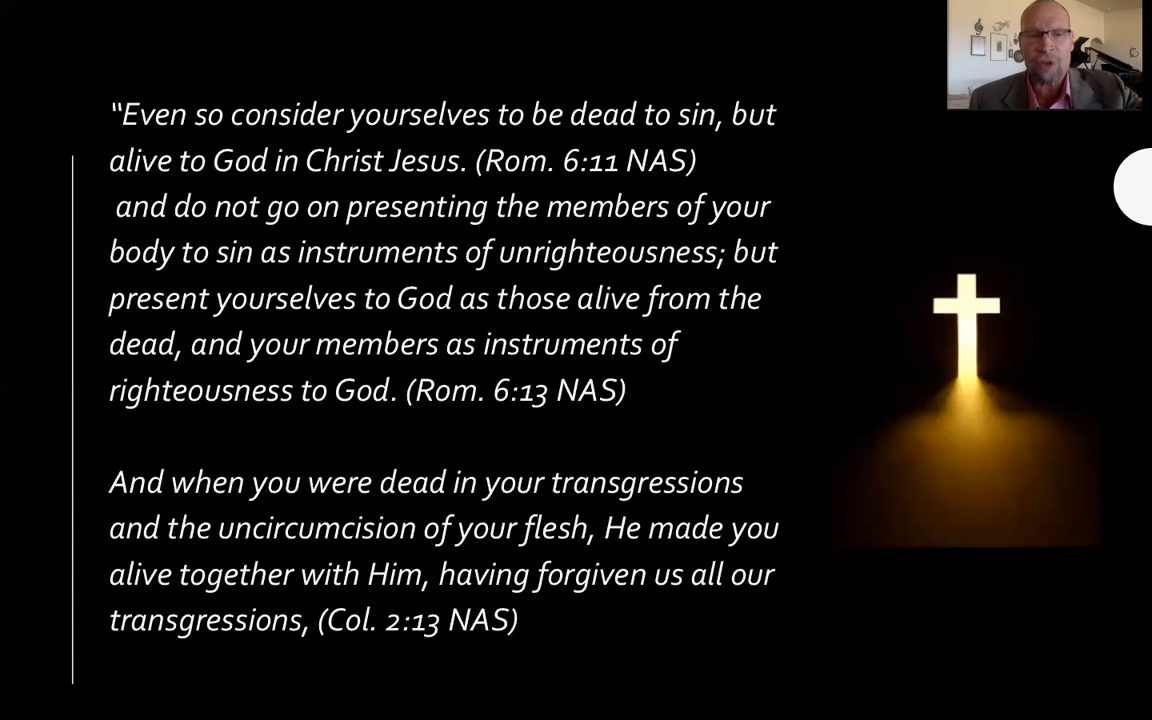 “Even so consider yourselves to be dead to sin, but
alive to God in Christ Jesus. (Rom. 6:11 NAS)
and do not go on presenting the members of your
body to sin as instruments of unrighteousness; but
present yourselves to God as those alive from the
dead, and your members as instruments of
righteousness to God. (Rom. 6:13 NAS)
And when you were dead in your transgressions
and the uncircumcision of your flesh, He made you
alive together with Him, having forgiven us all our
transgressions, (Col. 2:13 NAS)